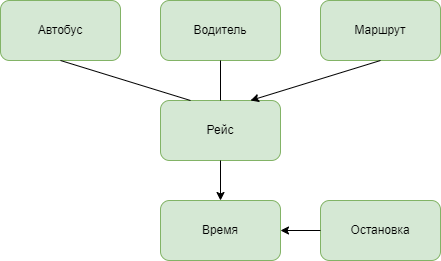 Автобус
Водитель
Маршрут
Рейс
Время
Остановка